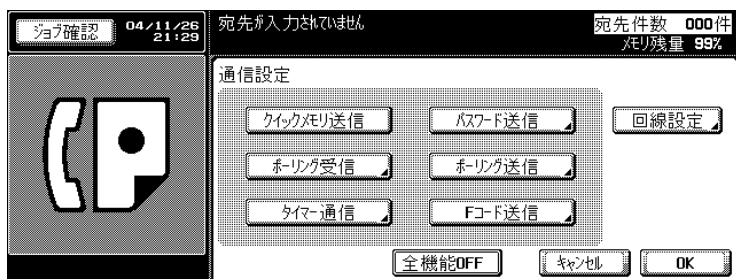 ジョブ確認
04/11/26
21:29
宛先が入力されていません
宛先件数 000件
メモリ残量 99%
通信設定
クイックメモリ送信
パスワード送信
回線設定
ポーリング受信
ポーリング送信
タイマー通信
Fコード送信
全機能OFF
キャンセル
OK